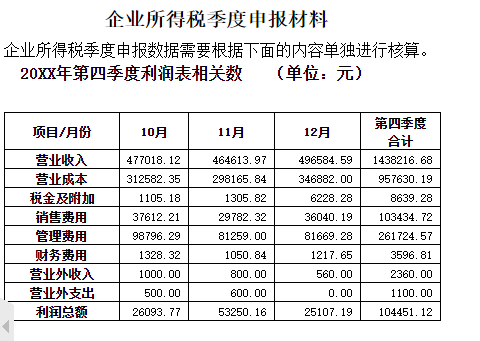 企业所得税季度申报材料
企业所得税季度申报数据需要根据下面的内容单独进行核算。
20XX年第四季度利润表相关数 （单位：元）
项目/月份 10月 11月 12月 第四季度合计
营业收入 477018.12 464613.97 496584.59 1438216.68
营业成本 312582.35 298165.84 346882.00 957630.19
税金及附加 1105.18 1305.82 6228.28 8639.28
销售费用 37612.21 29782.32 36040.19 103434.72
管理费用 98796.29 81259.00 81669.28 261724.57
财务费用 1328.32 1050.84 1217.65 3596.81
营业外收入 1000.00 800.00 560.00 2360.00
营业外支出 500.00 600.00 0.00 1100.00
利润总额 26093.77 53250.16 25107.19 104451.12